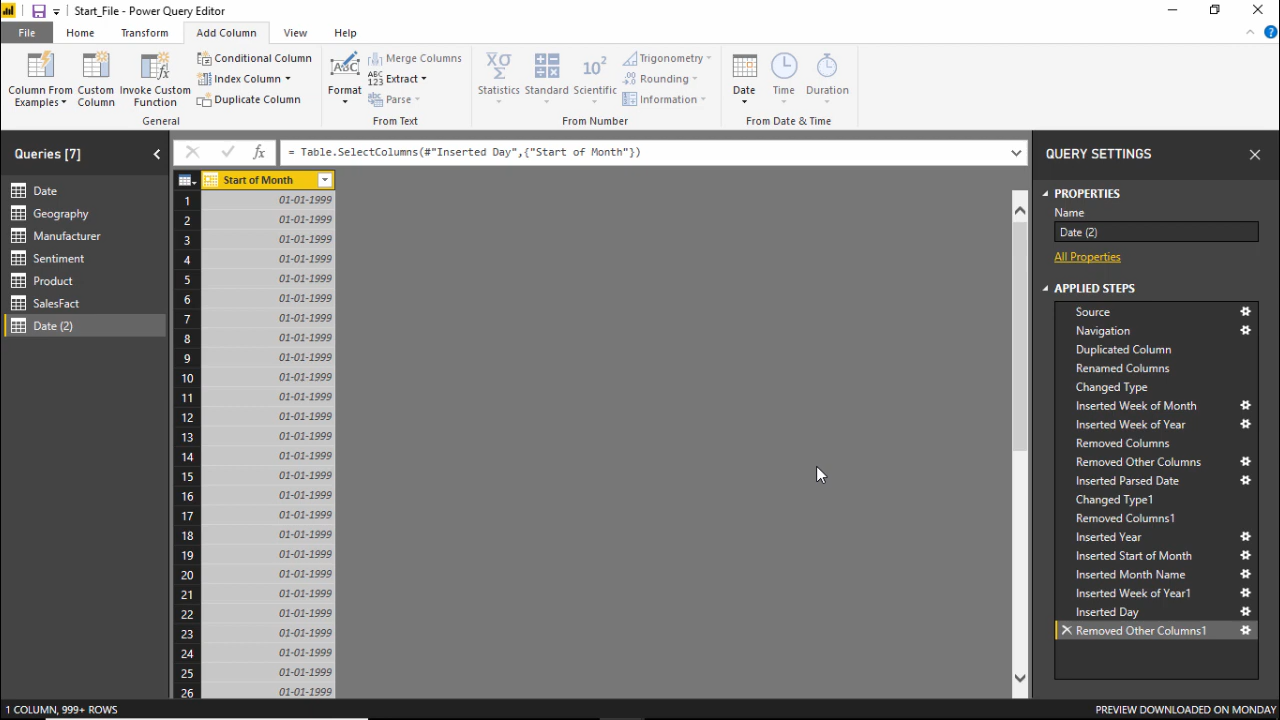 Start_File - Power Query Editor
File Home Transform Add Column View Help
Column From Examples
Custom Column
Invoke Custom Function
Conditional Column
Index Column
Duplicate Column
General
Format
ABC
Merge Columns
ABC 123 Extract
abc Parse
From Text
XΣ σ
Statistics
Standard
10²
Scientific
Trigonometry
Rounding
Information
From Number
Date
Time
Duration
From Date & Time
Queries [7]
Date
Geography
Manufacturer
Sentiment
Product
SalesFact
Date (2)
fx = Table.SelectColumns(#"Inserted Day",{"Start of Month"})
Start of Month
1 01-01-1999
2 01-01-1999
3 01-01-1999
4 01-01-1999
5 01-01-1999
6 01-01-1999
7 01-01-1999
8 01-01-1999
9 01-01-1999
10 01-01-1999
11 01-01-1999
12 01-01-1999
13 01-01-1999
14 01-01-1999
15 01-01-1999
16 01-01-1999
17 01-01-1999
18 01-01-1999
19 01-01-1999
20 01-01-1999
21 01-01-1999
22 01-01-1999
23 01-01-1999
24 01-01-1999
25 01-01-1999
26 01-01-1999
QUERY SETTINGS
PROPERTIES
Name
Date (2)
All Properties
APPLIED STEPS
Source
Navigation
Duplicated Column
Renamed Columns
Changed Type
Inserted Week of Month
Inserted Week of Year
Removed Columns
Removed Other Columns
Inserted Parsed Date
Changed Type1
Removed Columns1
Inserted Year
Inserted Start of Month
Inserted Month Name
Inserted Week of Year1
Inserted Day
Removed Other Columns1
1 COLUMN, 999+ ROWS
PREVIEW DOWNLOADED ON MONDAY